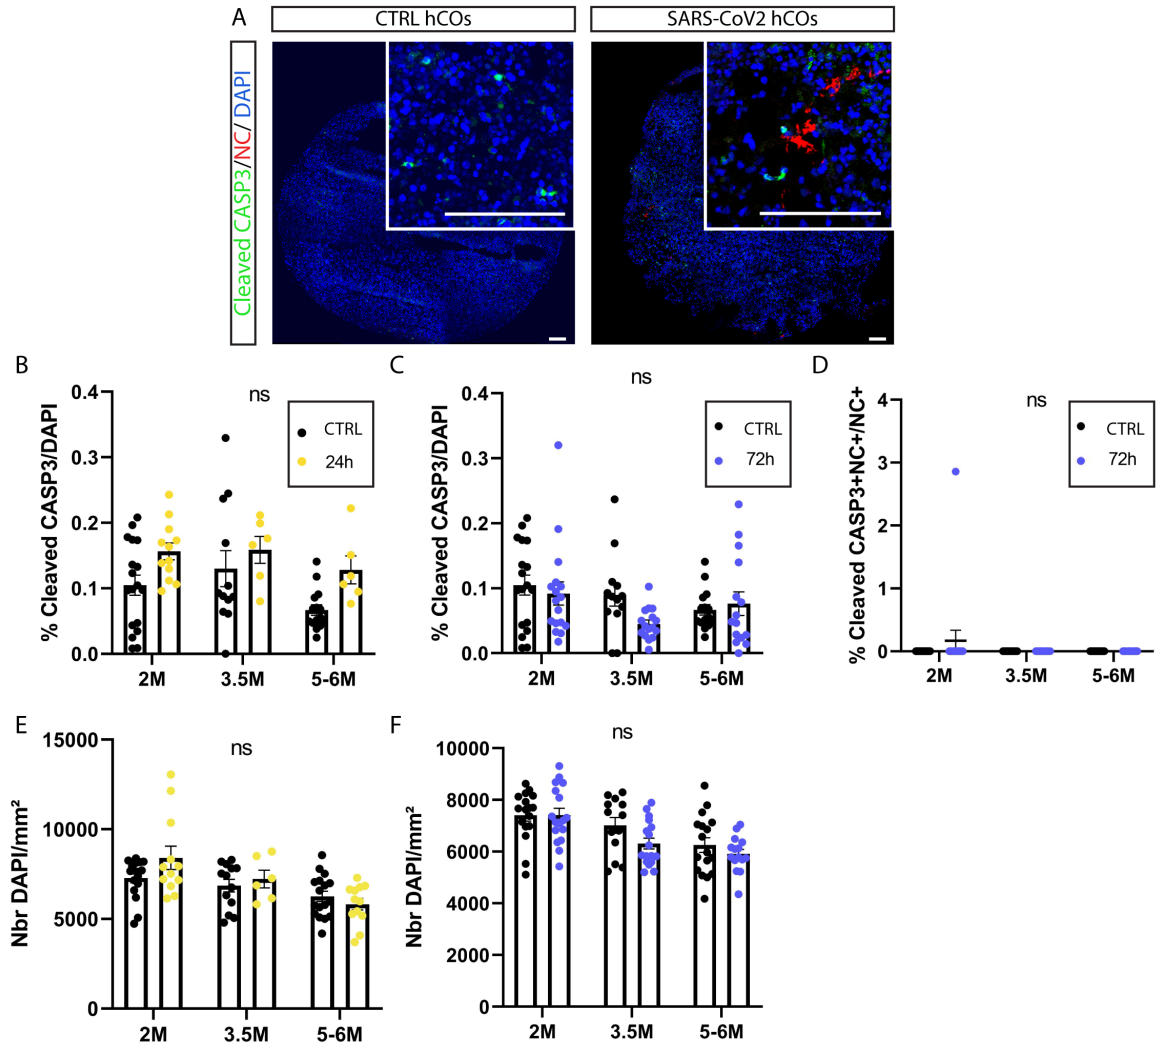 A
CTRL hCOs
SARS-CoV2 hCOs
Cleaved CASP3/NC/ DAPI
B
% Cleaved CASP3/DAPI
0.4
0.3
0.2
0.1
0.0
ns
CTRL
24h
2M
3.5M
5-6M
C
% Cleaved CASP3/DAPI
0.4
0.3
0.2
0.1
0.0
ns
CTRL
72h
2M
3.5M
5-6M
D
% Cleaved CASP3+NC+/NC+
4
3
2
1
0
ns
CTRL
72h
2M
3.5M
5-6M
E
Nbr DAPI/mm²
15000
10000
5000
0
ns
2M
3.5M
5-6M
F
Nbr DAPI/mm²
10000
8000
6000
4000
2000
0
ns
2M
3.5M
5-6M